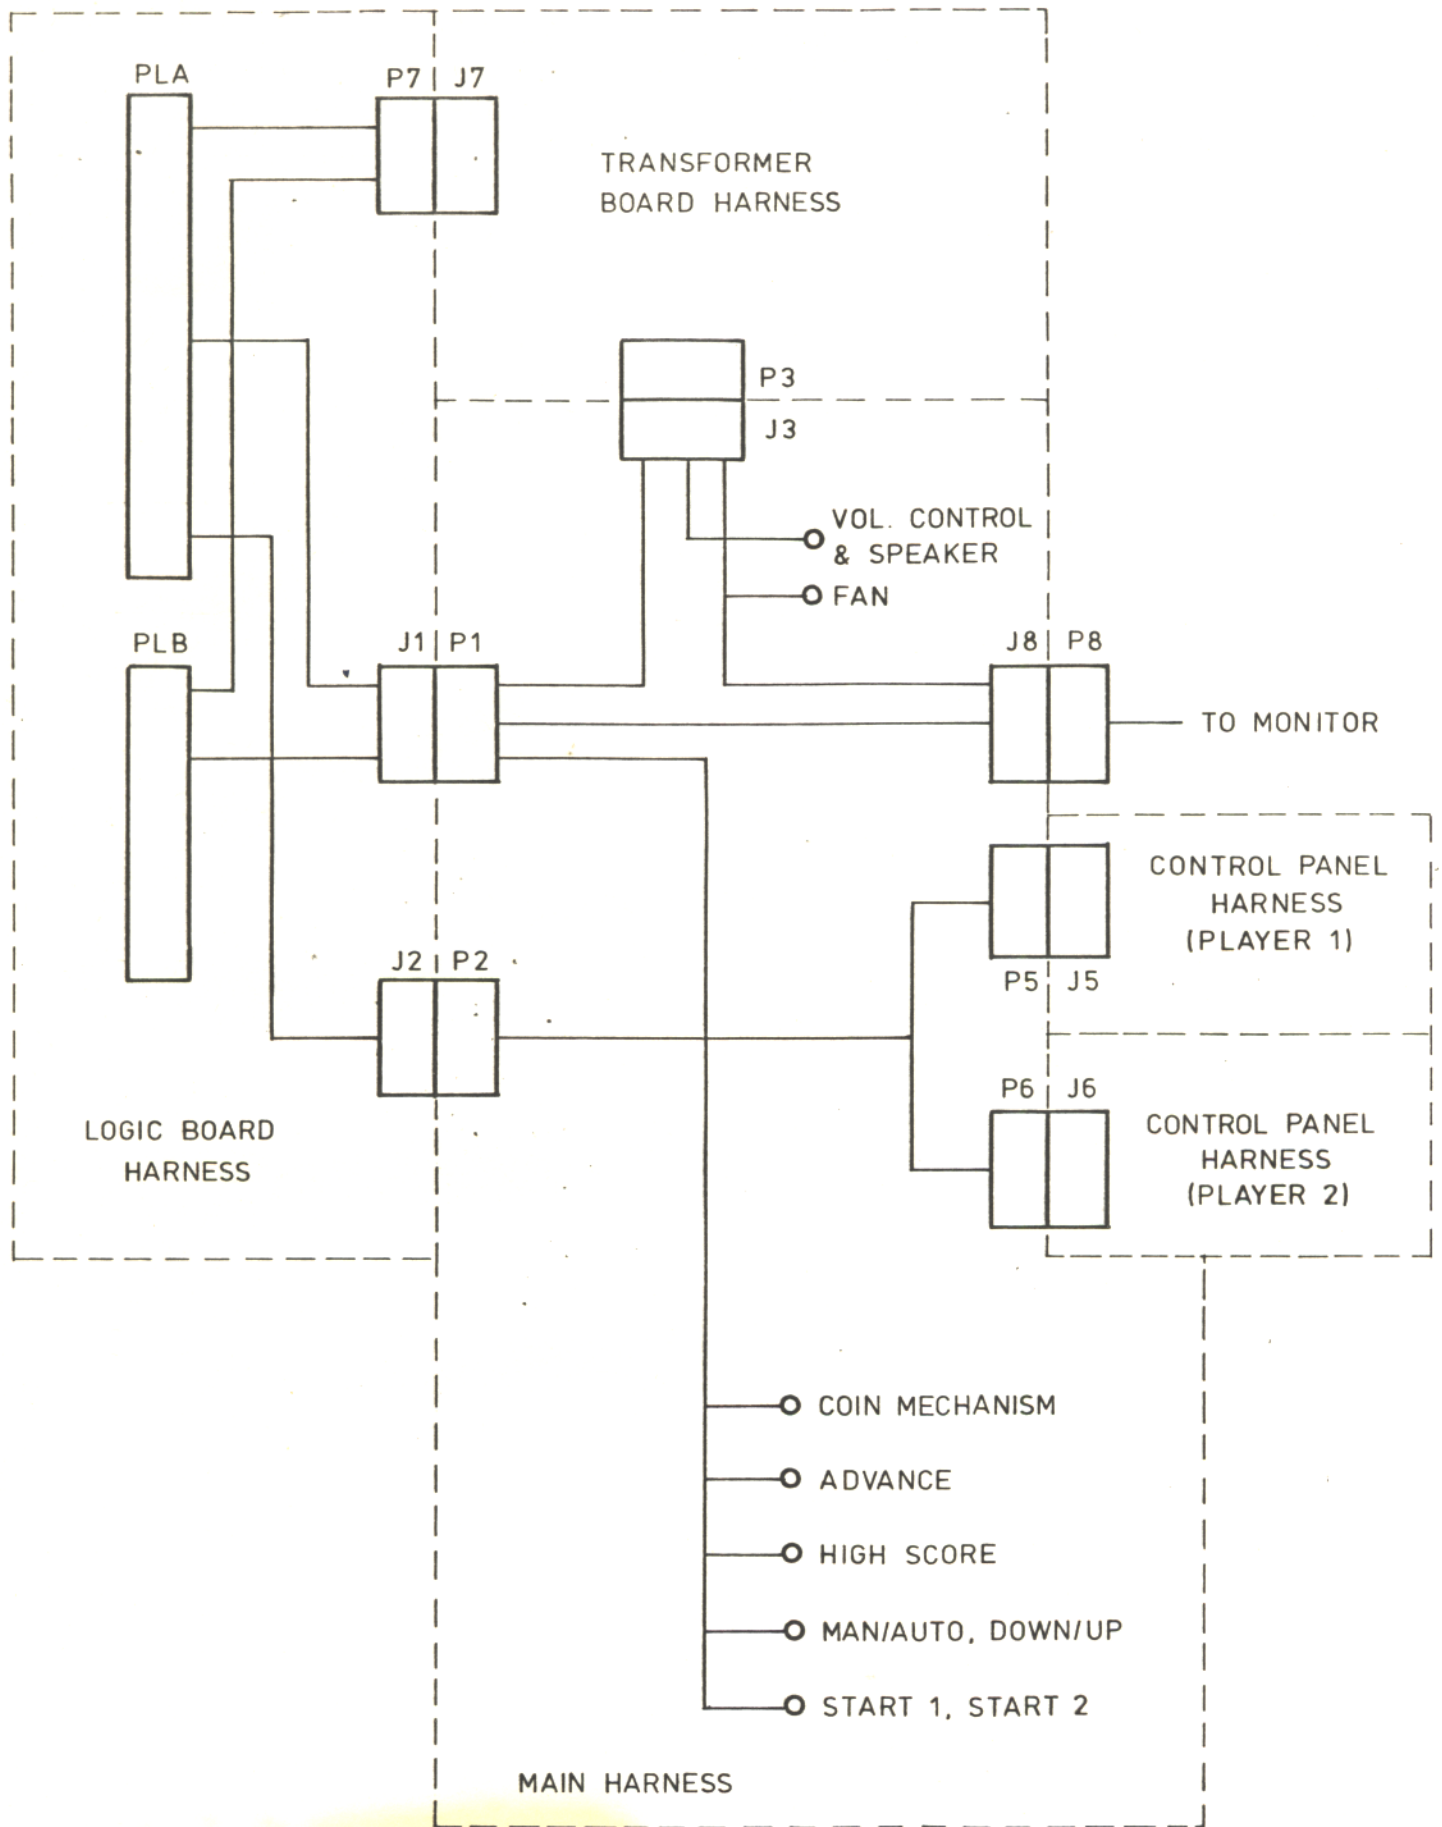 PLA
P7 J7
TRANSFORMER
BOARD HARNESS
P3
J3
VOL. CONTROL
& SPEAKER
FAN
PLB
J1 P1
J8 P8
TO MONITOR
CONTROL PANEL
HARNESS
(PLAYER 1)
J2 P2
P5 J5
P6 J6
CONTROL PANEL
HARNESS
(PLAYER 2)
LOGIC BOARD
HARNESS
COIN MECHANISM
ADVANCE
HIGH SCORE
MAN/AUTO, DOWN/UP
START 1, START 2
MAIN HARNESS